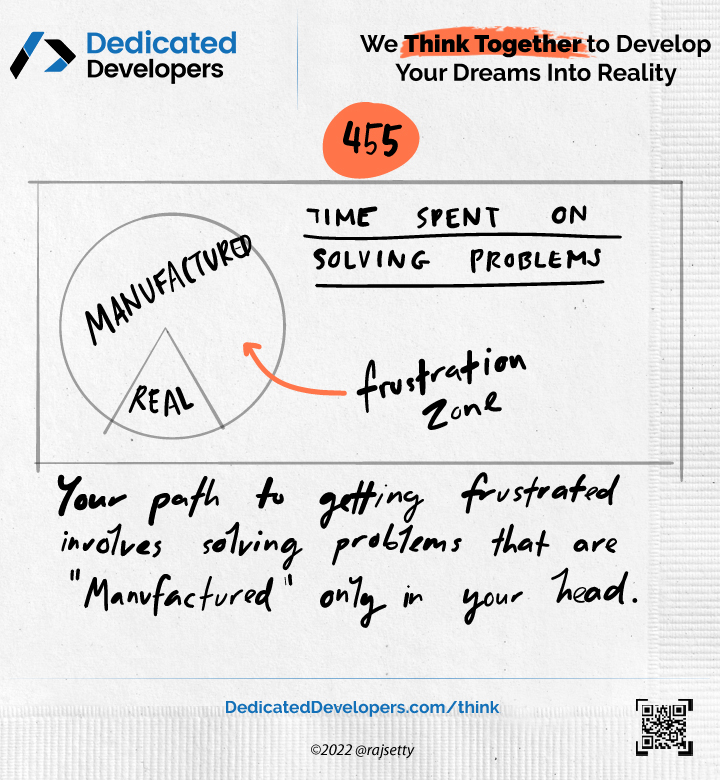 Dedicated
Developers
We Think Together to Develop
Your Dreams Into Reality
455
TIME SPENT ON
SOLVING PROBLEMS
MANUFACTURED
REAL
frustration
Zone
Your path to getting frustrated
involves solving problems that are
"Manufactured" only in your head.
DedicatedDevelopers.com/think
©2022 @rajsetty